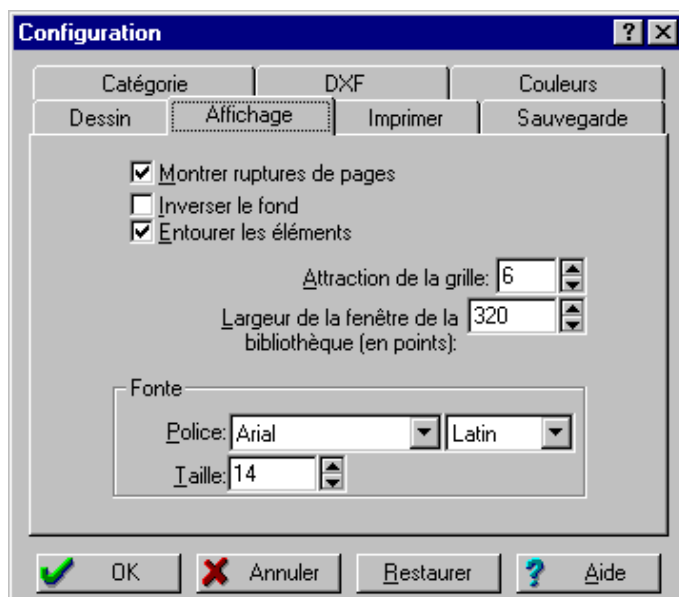 Configuration
Catégorie DXF Couleurs
Dessin Affichage Imprimer Sauvegarde
Montrer ruptures de pages
Inverser le fond
Entourer les éléments
Attraction de la grille: 6
Largeur de la fenêtre de la 320
bibliothèque (en points):
Fonte
Police: Arial Latin
Taille: 14
OK Annuler Restaurer Aide